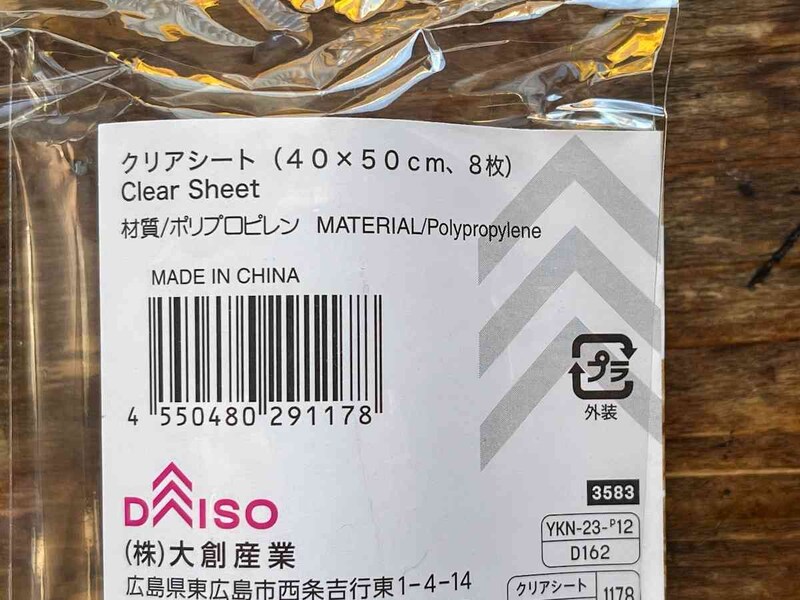 クリアシート（４０×５０ｃｍ、８枚）
Clear Sheet
材質/ポリプロピレン MATERIAL/Polypropylene
MADE IN CHINA
4 550480 291178
プラ
外装
DAISO
3583
(株)大創産業
YKN-23-P12
D162
広島県東広島市西条吉行東1-4-14
クリアシート 1178